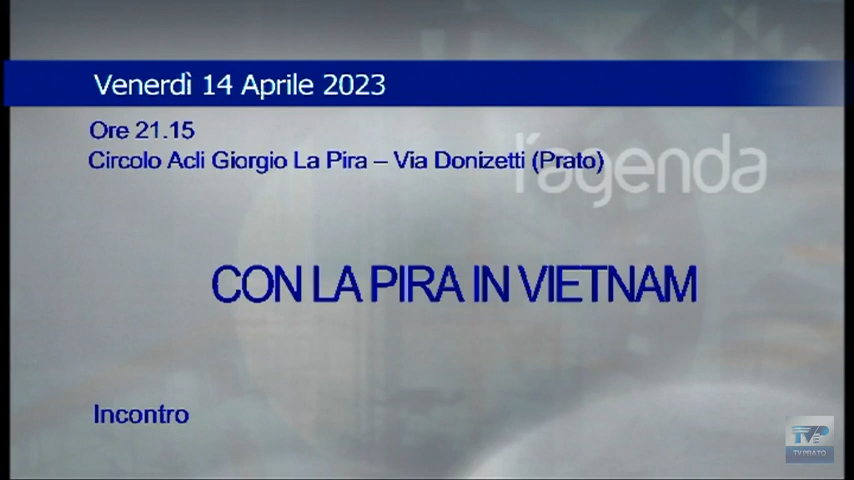 Venerdì 14 Aprile 2023
Ore 21.15
Circolo Acli Giorgio La Pira – Via Donizetti (Prato)
l'agenda
CON LA PIRA IN VIETNAM
Incontro
TVP
TV PRATO